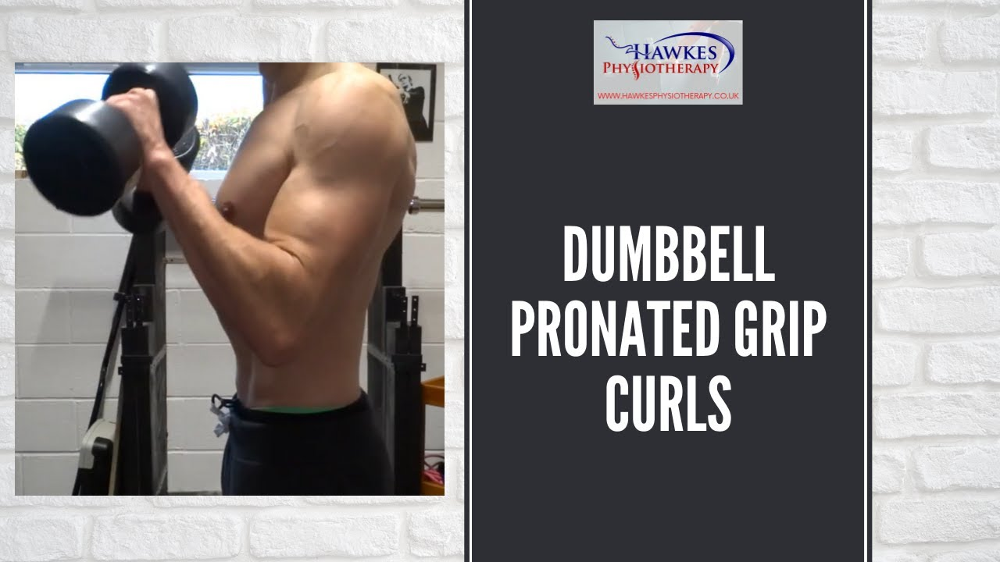 HAWKES
PHYSIOTHERAPY
WWW.HAWKESPHYSIOTHERAPY.CO.UK
DUMBBELL
PRONATED GRIP
CURLS